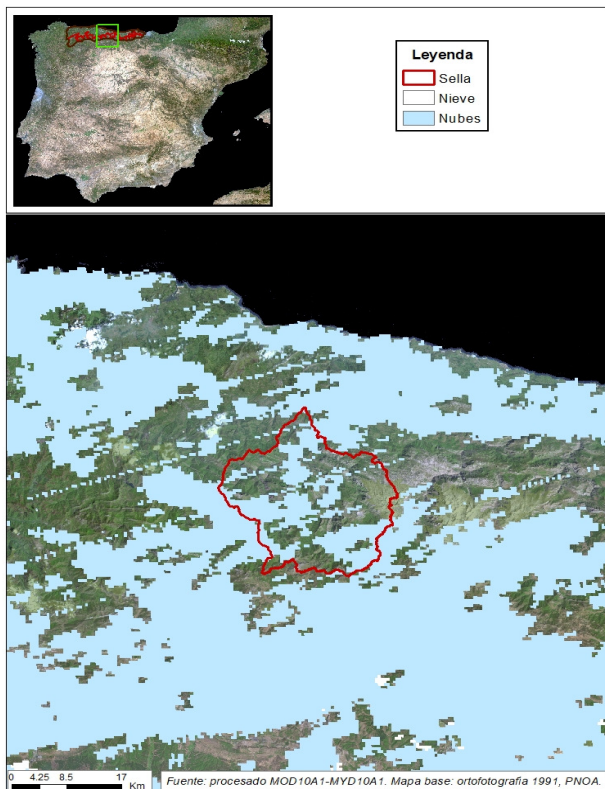 Leyenda
Sella
Nieve
Nubes
0 4.25 8.5 17
Km
Fuente: procesado MOD10A1-MYD10A1. Mapa base: ortofotografia 1991, PNOA.